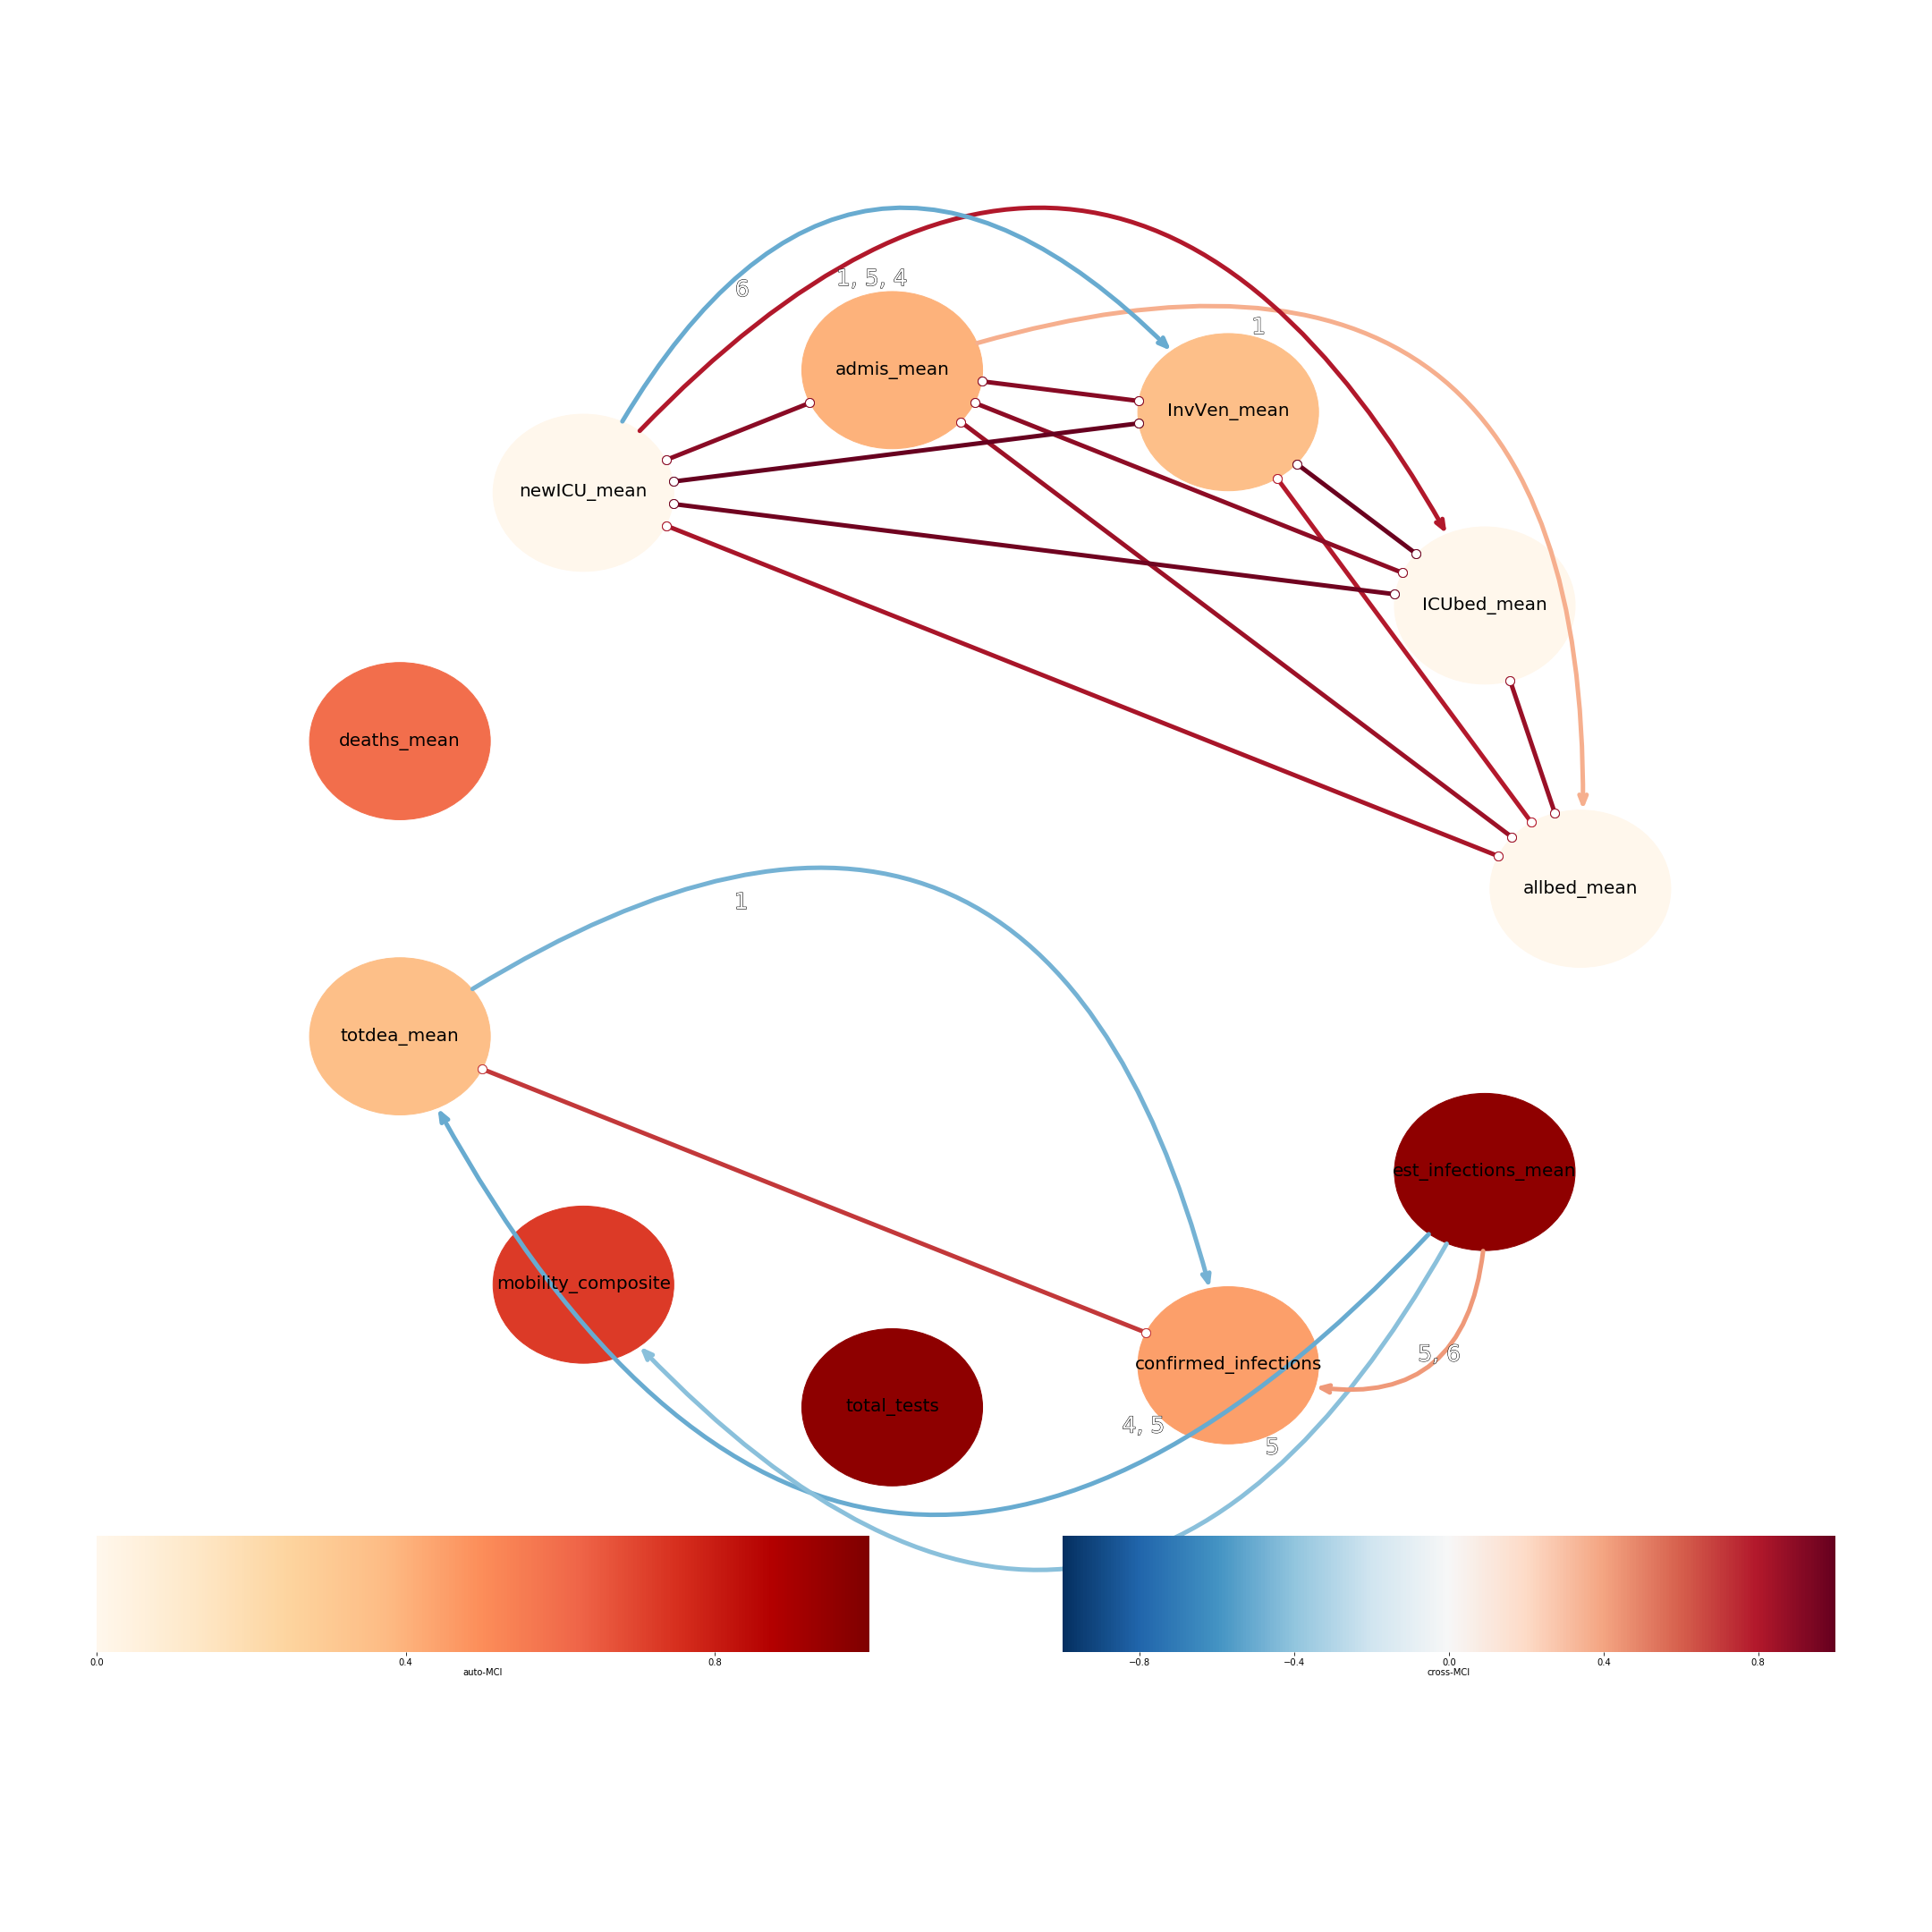 6
1, 5, 4
1
admis_mean
InvVen_mean
newICU_mean
ICUbed_mean
deaths_mean
allbed_mean
1
totdea_mean
est_infections_mean
mobility_composite
5, 6
confirmed_infections
total_tests
4, 5
5
0.0
0.4
0.8
auto-MCI
−0.8
−0.4
0.0
0.4
0.8
cross-MCI